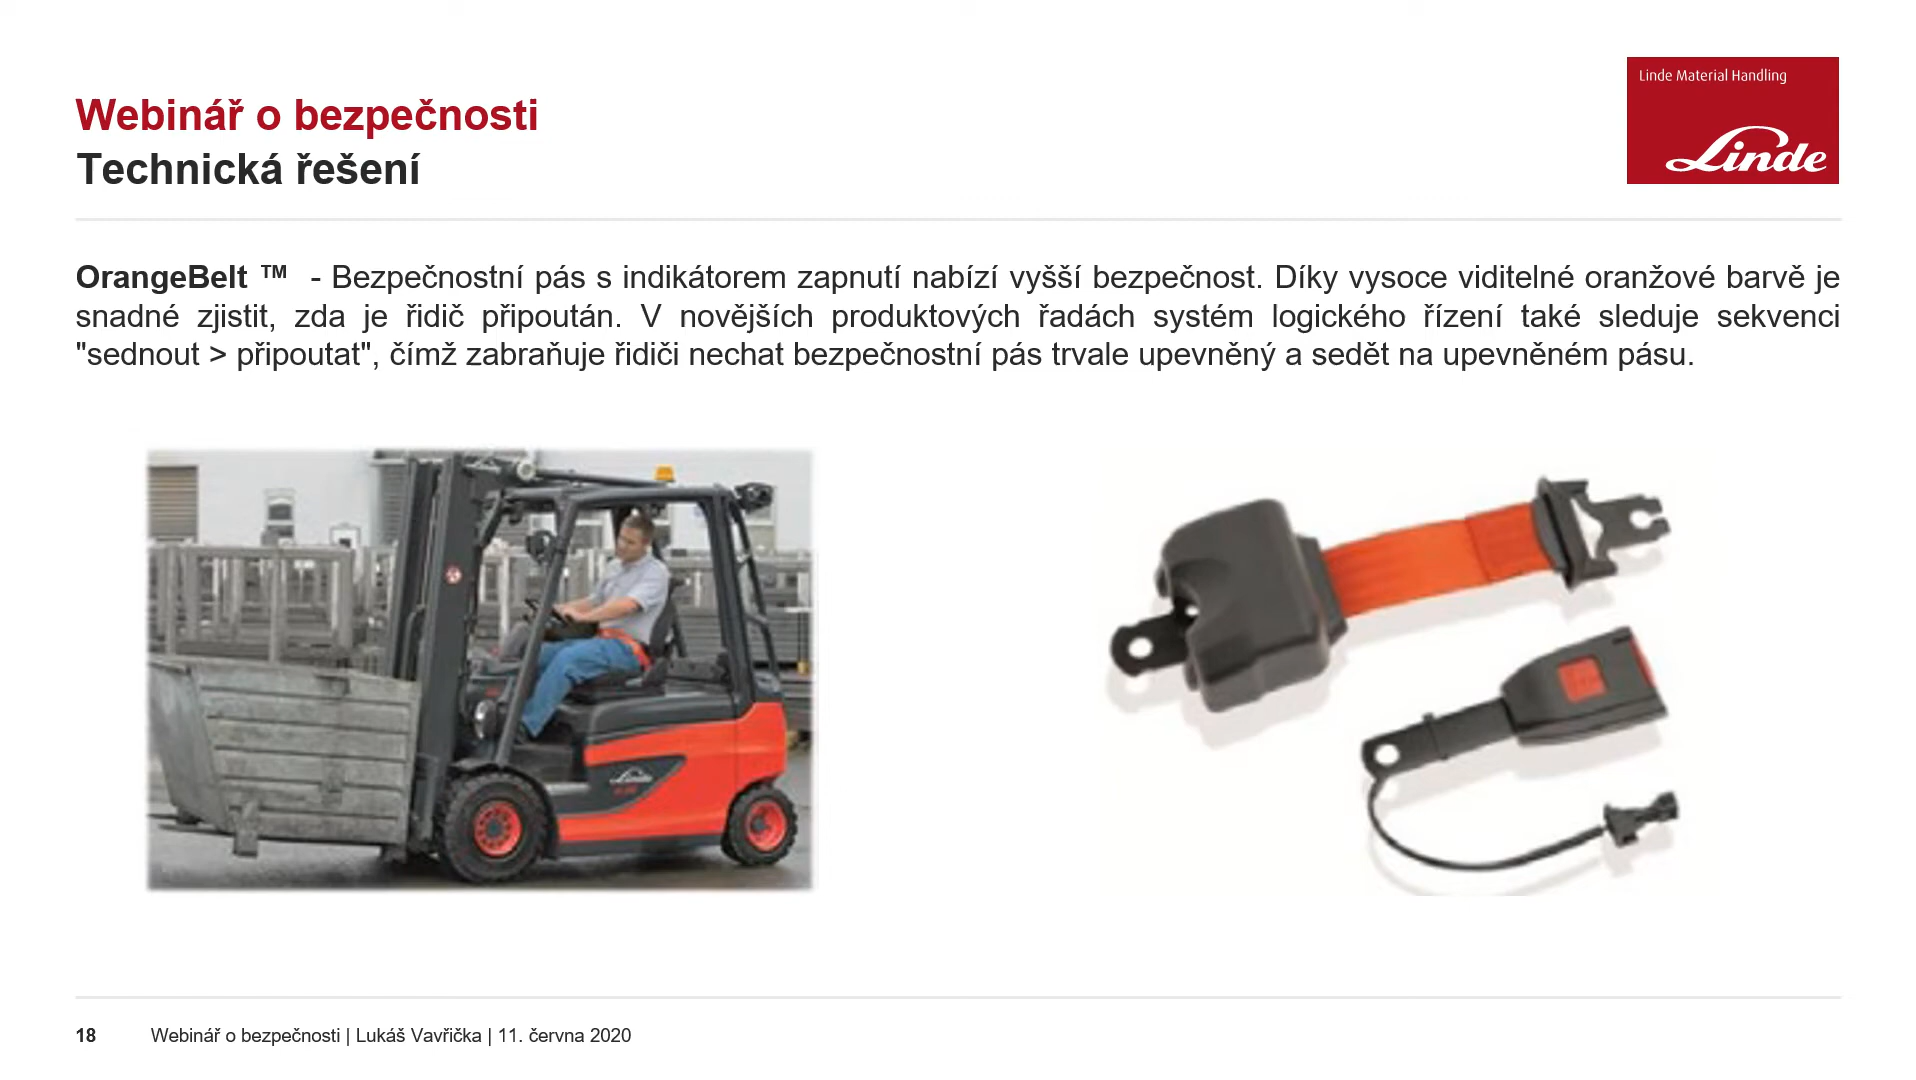 Linde Material Handling
Linde
Webinář o bezpečnosti
Technická řešení
OrangeBelt ™ - Bezpečnostní pás s indikátorem zapnutí nabízí vyšší bezpečnost. Díky vysoce viditelné oranžové barvě je
snadné zjistit, zda je řidič připoután. V novějších produktových řadách systém logického řízení také sleduje sekvenci
"sednout > připoutat", čímž zabraňuje řidiči nechat bezpečnostní pás trvale upevněný a sedět na upevněném pásu.
Linde
18 Webinář o bezpečnosti | Lukáš Vavřička | 11. června 2020